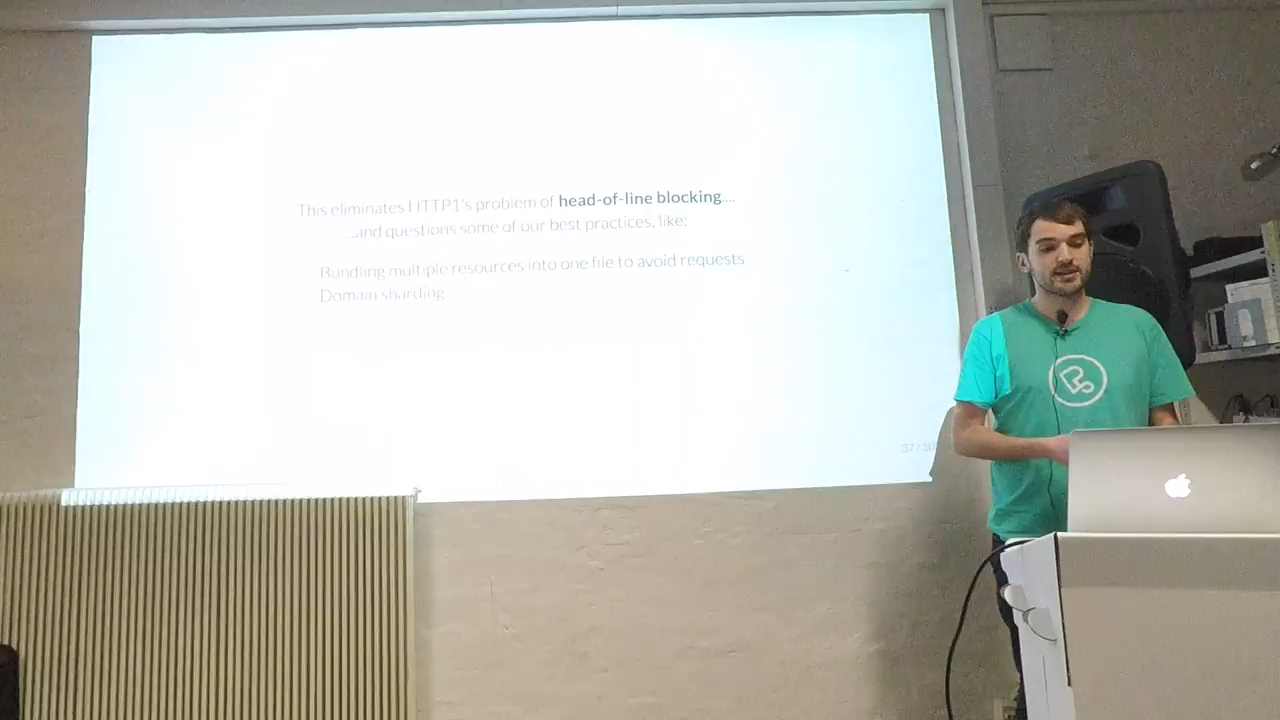 This eliminates HTTP1's problem of head-of-line blocking....
...and questions some of our best practices, like:
Bundling multiple resources into one file to avoid requests
Domain sharding
37 /